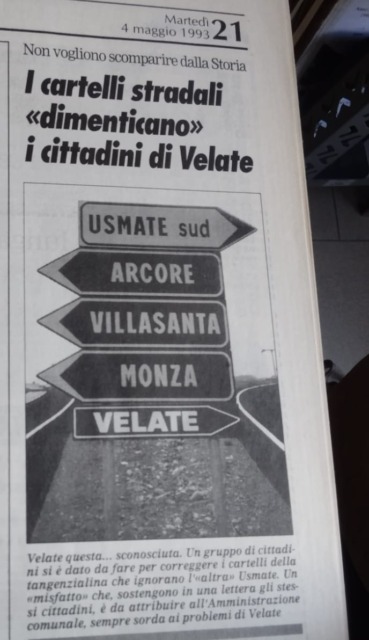 Martedì
4 maggio 1993 21
Non vogliono scomparire dalla Storia
I cartelli stradali
«dimenticano»
i cittadini di Velate
USMATE sud
ARCORE
VILLASANTA
MONZA
VELATE
Velate questa... sconosciuta. Un gruppo di cittadi-
ni si è dato da fare per correggere i cartelli della
tangenzialina che ignorano l'«altra» Usmate. Un
«misfatto» che, sostengono in una lettera gli stes-
si cittadini, è da attribuire all'Amministrazione
comunale, sempre sorda ai problemi di Velate